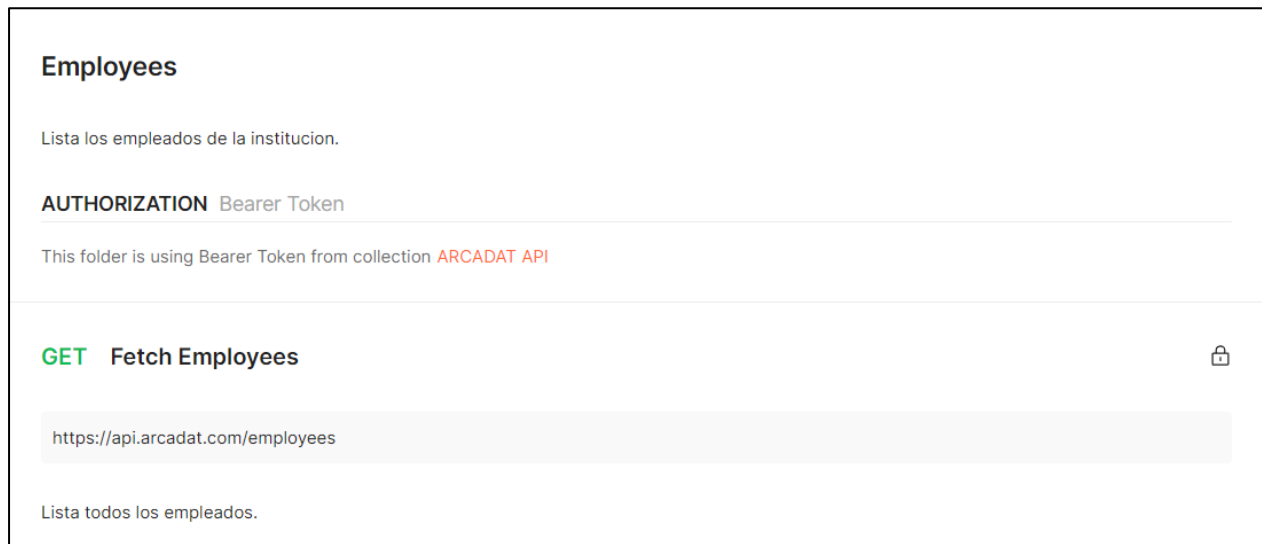 Employees
Lista los empleados de la institucion.
AUTHORIZATION Bearer Token
This folder is using Bearer Token from collection ARCADAT API
GET Fetch Employees
https://api.arcadat.com/employees
Lista todos los empleados.